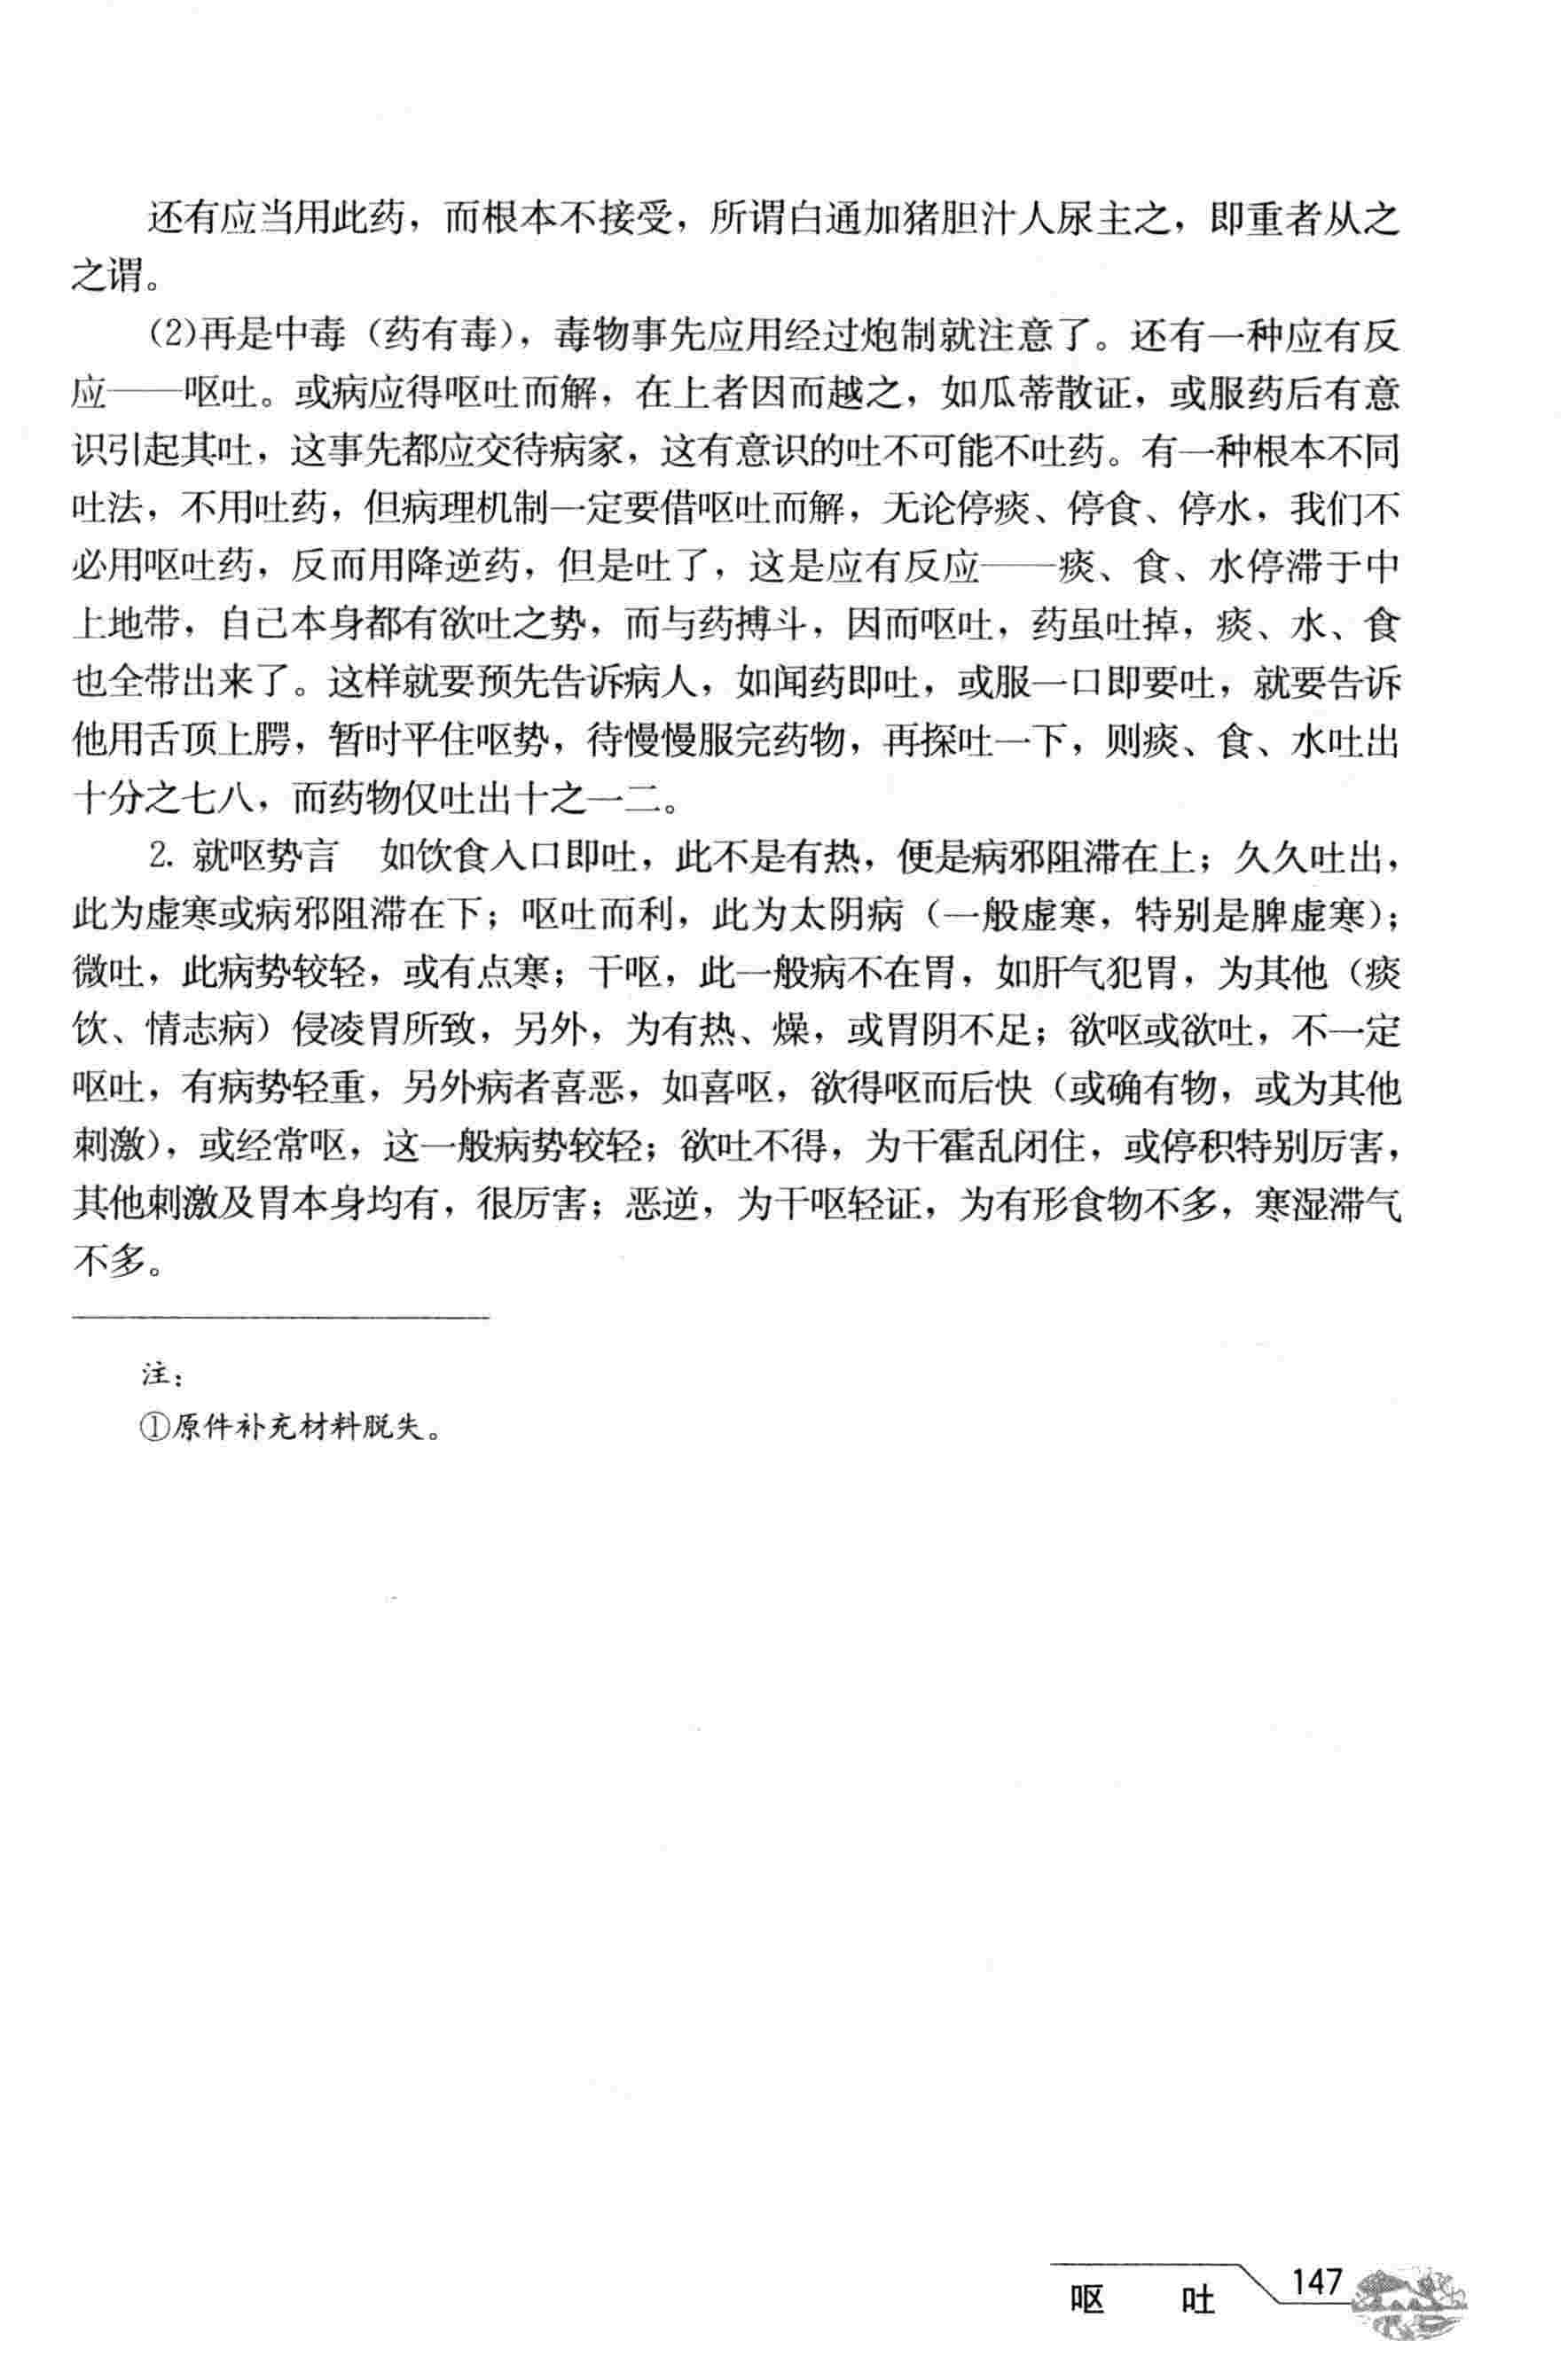 还有应当用此药，而根本不接受，所谓白通加猪胆汁人尿主之，即重者从之
之谓。
(2)再是中毒（药有毒），毒物事先应用经过炮制就注意了。还有一种应有反
应——呕吐。或病应得呕吐而解，在上者因而越之，如瓜蒂散证，或服药后有意
识引起其吐，这事先都应交待病家，这有意识的吐不可能不吐药。有一种根本不同
吐法，不用吐药，但病理机制一定要借呕吐而解，无论停痰、停食、停水，我们不
必用呕吐药，反而用降逆药，但是吐了，这是应有反应——痰、食、水停滞于中
上地带，自己本身都有欲吐之势，而与药搏斗，因而呕吐，药虽吐掉，痰、水、食
也全带出来了。这样就要预先告诉病人，如闻药即吐，或服一口即要吐，就要告诉
他用舌顶上腭，暂时平住呕势，待慢慢服完药物，再探吐一下，则痰、食、水吐出
十分之七八，而药物仅吐出十之一二。
2. 就呕势言　如饮食入口即吐，此不是有热，便是病邪阻滞在上；久久吐出，
此为虚寒或病邪阻滞在下；呕吐而利，此为太阴病（一般虚寒，特别是脾虚寒）；
微吐，此病势较轻，或有点寒；干呕，此一般病不在胃，如肝气犯胃，为其他（痰
饮、情志病）侵凌胃所致，另外，为有热、燥，或胃阴不足；欲呕或欲吐，不一定
呕吐，有病势轻重，另外病者喜恶，如喜呕，欲得呕而后快（或确有物，或为其他
刺激），或经常呕，这一般病势较轻；欲吐不得，为干霍乱闭住，或停积特别厉害，
其他刺激及胃本身均有，很厉害；恶逆，为干呕轻证，为有形食物不多，寒湿滞气
不多。
注：
①原件补充材料脱失。
呕　吐
147